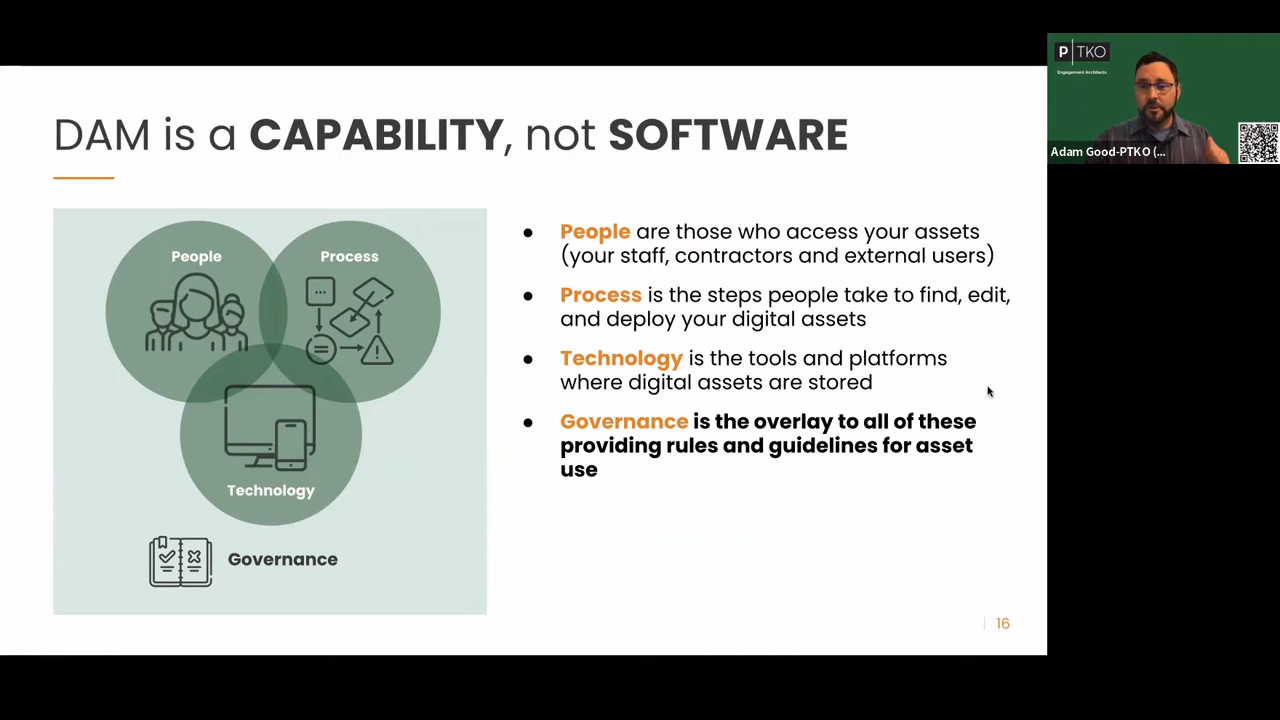 DAM is a CAPABILITY, not SOFTWARE
People
Process
Technology
Governance
● People are those who access your assets
(your staff, contractors and external users)
● Process is the steps people take to find, edit,
and deploy your digital assets
● Technology is the tools and platforms
where digital assets are stored
● Governance is the overlay to all of these
providing rules and guidelines for asset
use
16
P TKO
Engagement Architects
Adam Good-PTKO (...